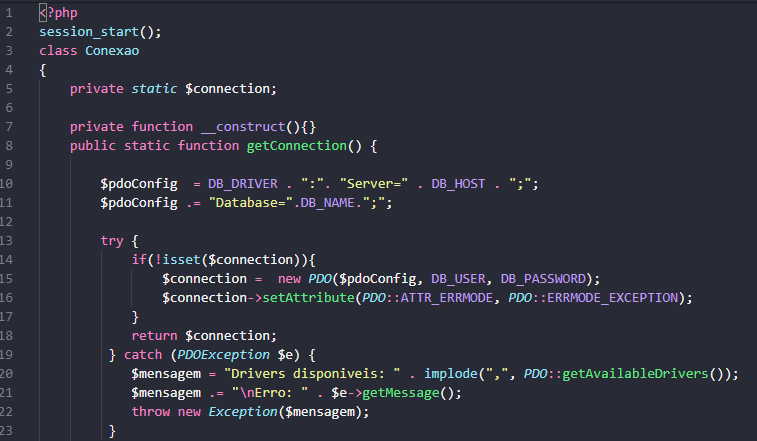 1 <?php
2 session_start();
3 class Conexao
4 {
5 private static $connection;
6
7 private function __construct(){}
8 public static function getConnection() {
9
10 $pdoConfig = DB_DRIVER . ":". "Server=" . DB_HOST . ";";
11 $pdoConfig .= "Database=".DB_NAME.";";
12
13 try {
14 if(!isset($connection)){
15 $connection = new PDO($pdoConfig, DB_USER, DB_PASSWORD);
16 $connection->setAttribute(PDO::ATTR_ERRMODE, PDO::ERRMODE_EXCEPTION);
17 }
18 return $connection;
19 } catch (PDOException $e) {
20 $mensagem = "Drivers disponiveis: " . implode(",", PDO::getAvailableDrivers());
21 $mensagem .= "\nErro: " . $e->getMessage();
22 throw new Exception($mensagem);
23 }